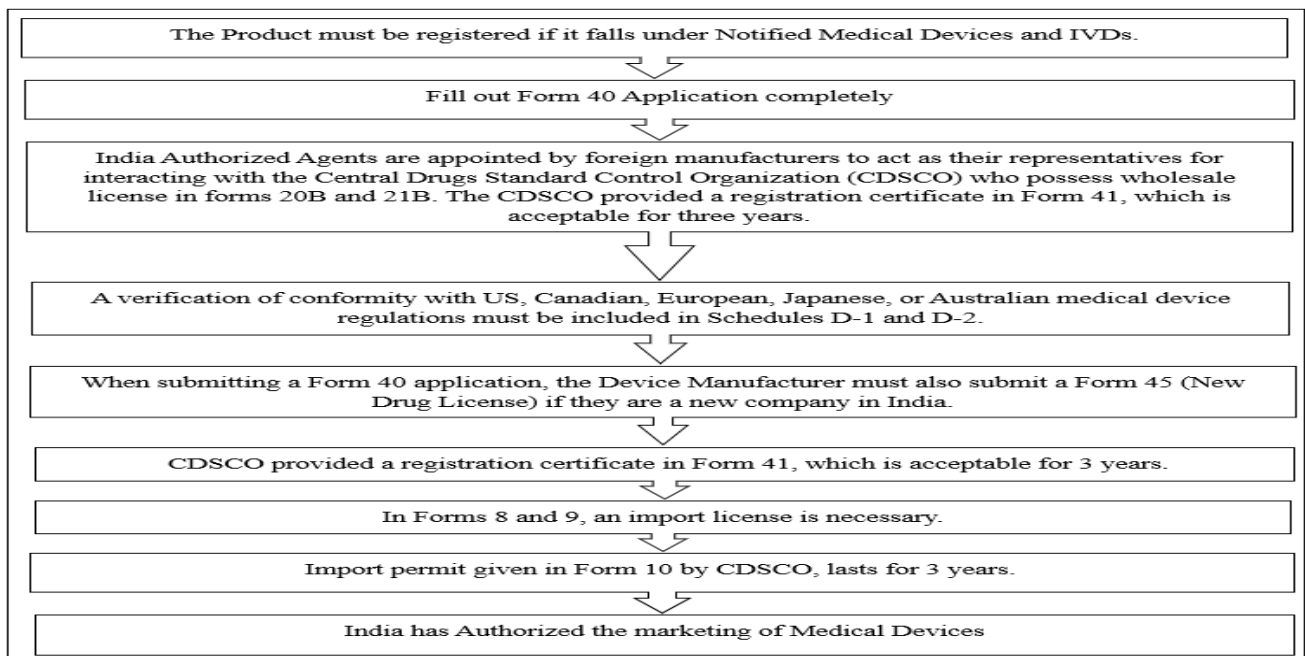 The Product must be registered if it falls under Notified Medical Devices and IVDs.
Fill out Form 40 Application completely
India Authorized Agents are appointed by foreign manufacturers to act as their representatives for
interacting with the Central Drugs Standard Control Organization (CDSCO) who possess wholesale
license in forms 20B and 21B. The CDSCO provided a registration certificate in Form 41, which is
acceptable for three years.
A verification of conformity with US, Canadian, European, Japanese, or Australian medical device
regulations must be included in Schedules D-1 and D-2.
When submitting a Form 40 application, the Device Manufacturer must also submit a Form 45 (New
Drug License) if they are a new company in India.
CDSCO provided a registration certificate in Form 41, which is acceptable for 3 years.
In Forms 8 and 9, an import license is necessary.
Import permit given in Form 10 by CDSCO, lasts for 3 years.
India has Authorized the marketing of Medical Devices